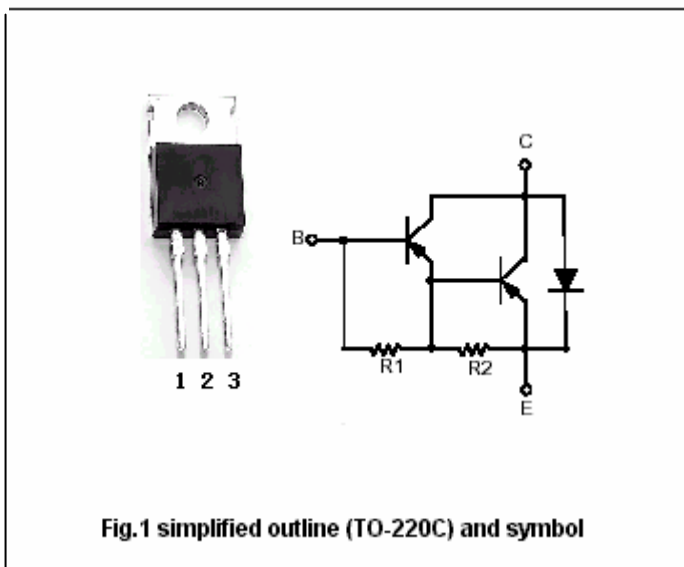 C
B
R1 R2
1 2 3
E
Fig.1 simplified outline (TO-220C) and symbol